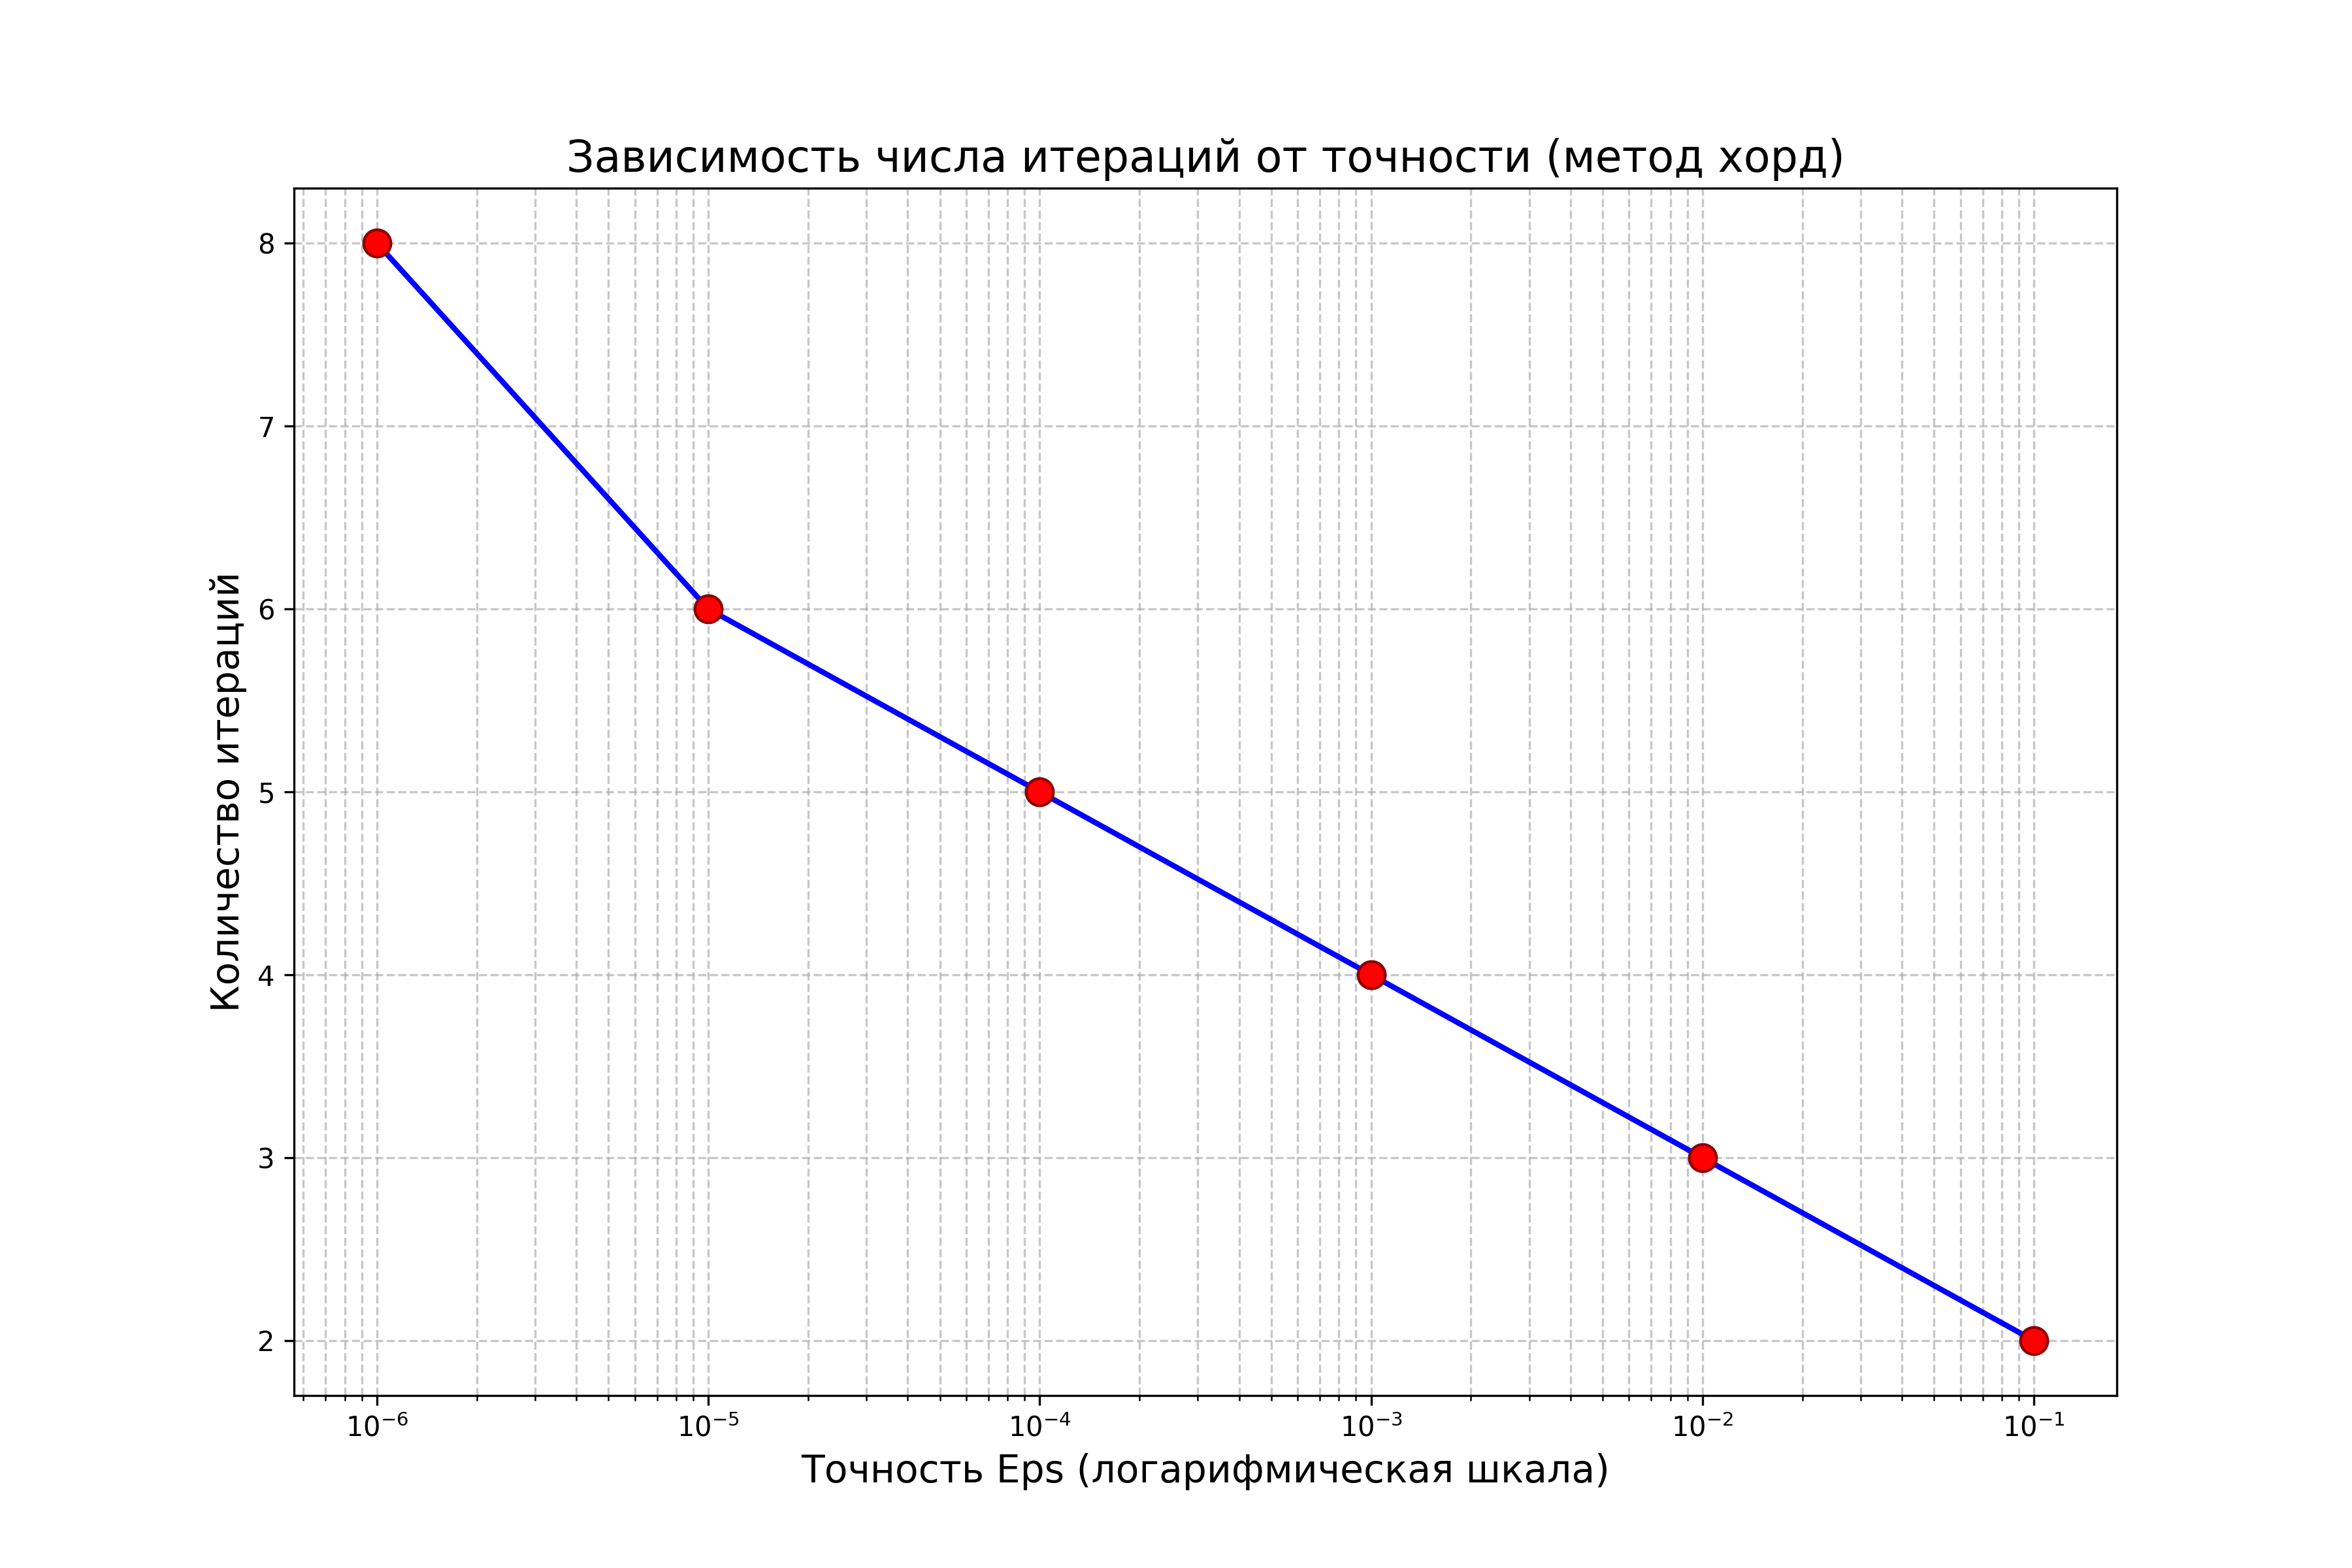 Зависимость числа итераций от точности (метод хорд)
8
7
6
5
4
3
2
Количество итераций
10⁻⁶ 10⁻⁵ 10⁻⁴ 10⁻³ 10⁻² 10⁻¹
Точность Eps (логарифмическая шкала)